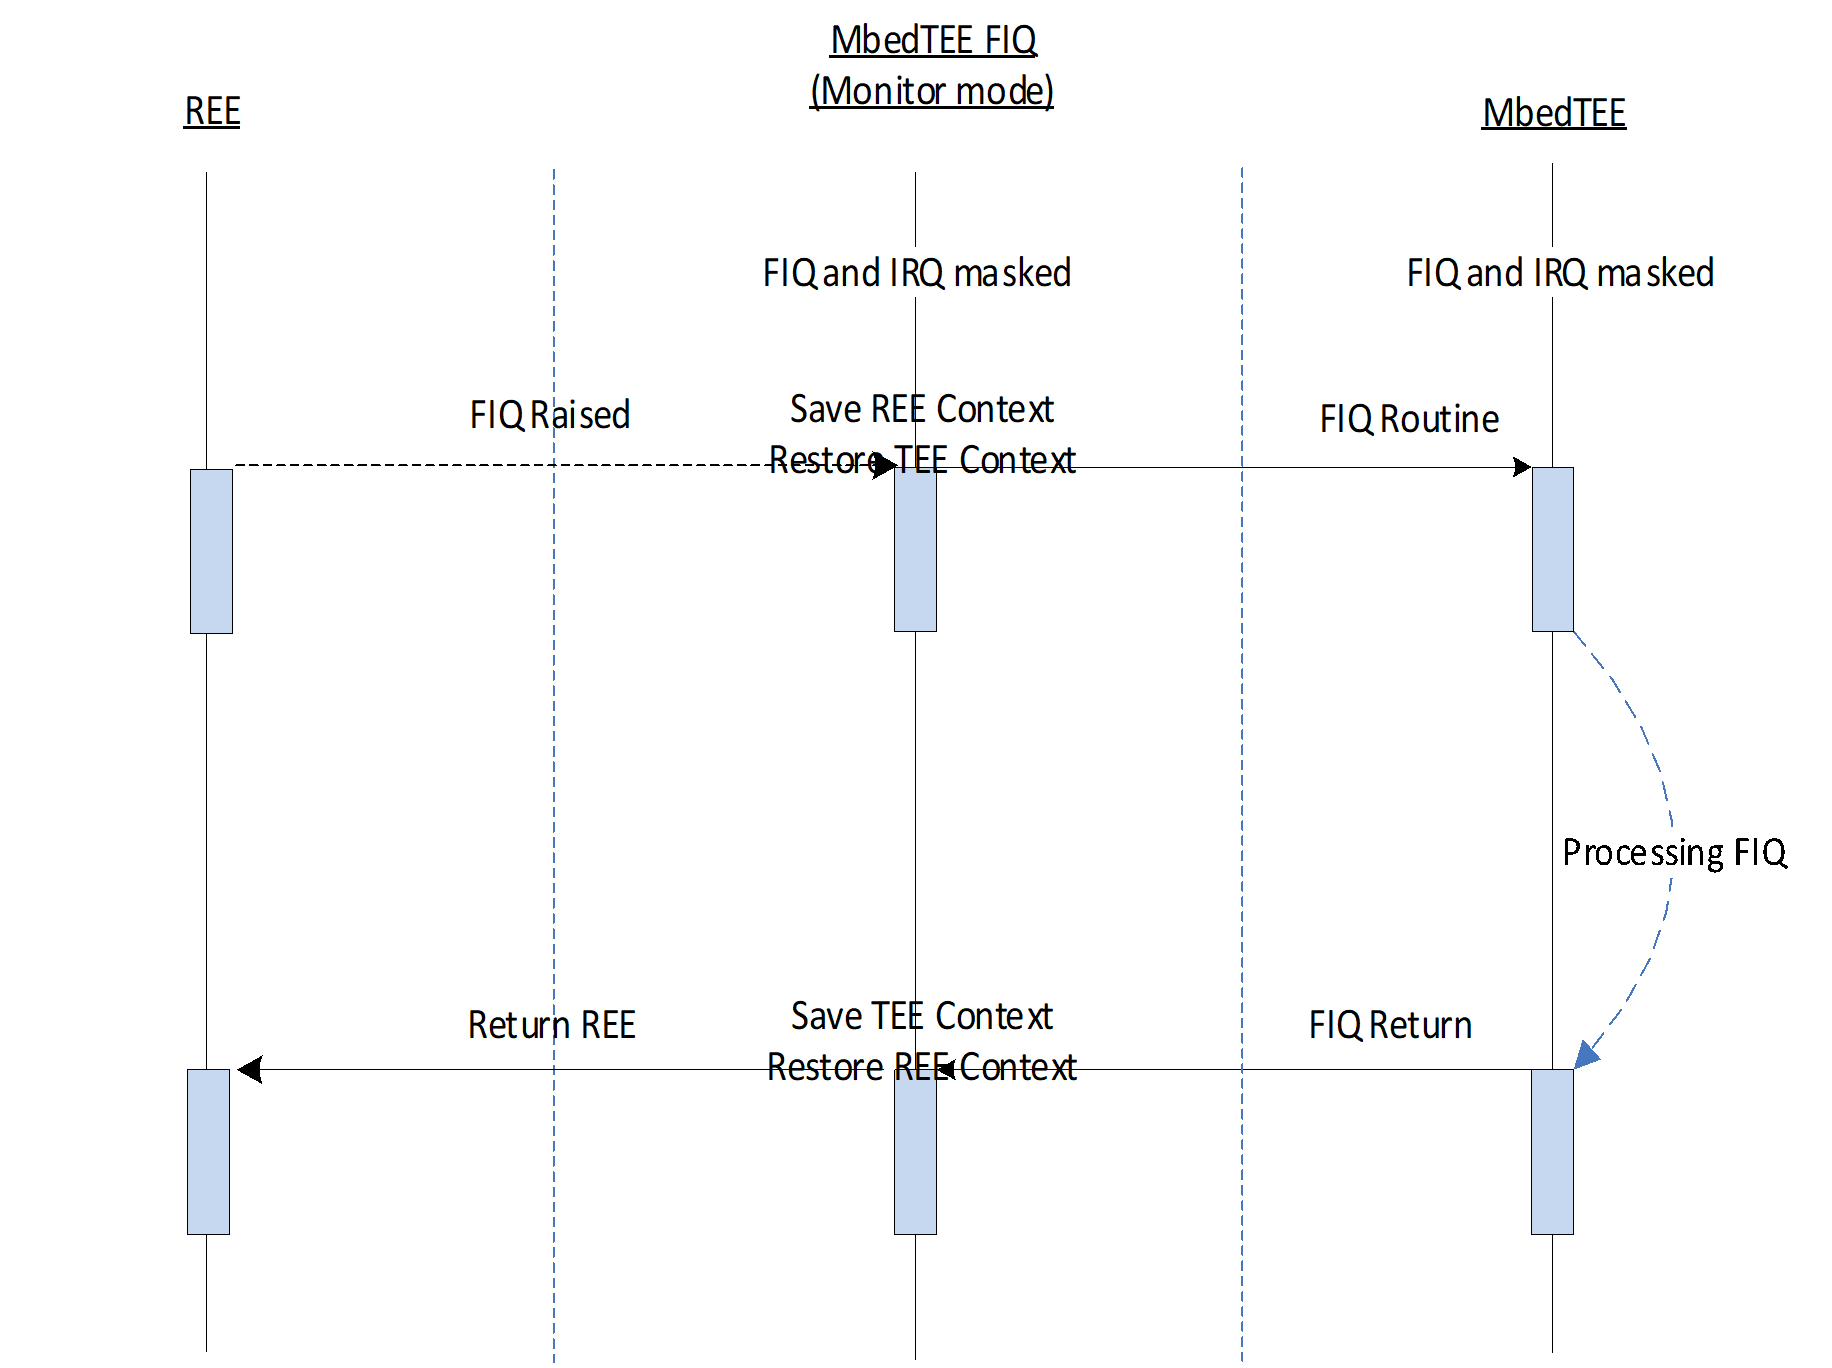 MbedTEE FIQ
(Monitor mode)
REE
MbedTEE
FIQ and IRQ masked
FIQ and IRQ masked
FIQ Raised
Save REE Context
Restore TEE Context
FIQ Routine
Processing FIQ
Return REE
Save TEE Context
Restore REE Context
FIQ Return